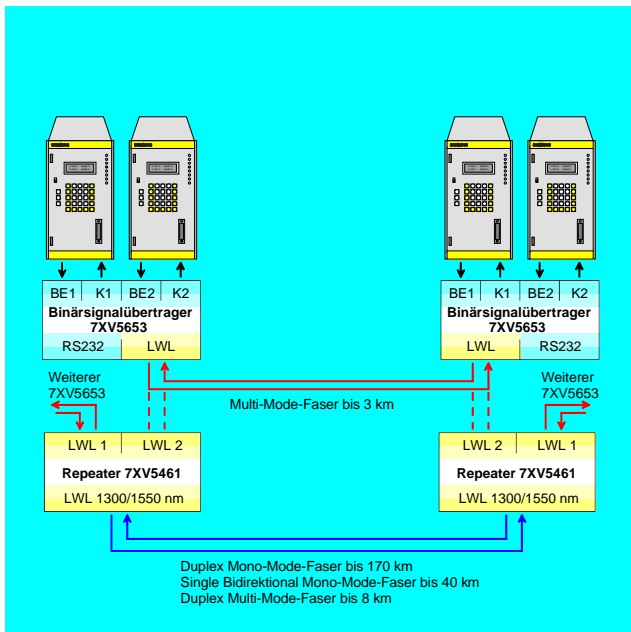 BE1 K1 BE2 K2
Binärsignalübertrager
7XV5653
RS232 LWL
BE1 K1 BE2 K2
Binärsignalübertrager
7XV5653
LWL RS232
Weiterer
7XV5653
Multi-Mode-Faser bis 3 km
Weiterer
7XV5653
LWL 1 LWL 2
Repeater 7XV5461
LWL 1300/1550 nm
LWL 2 LWL 1
Repeater 7XV5461
LWL 1300/1550 nm
Duplex Mono-Mode-Faser bis 170 km
Single Bidirektional Mono-Mode-Faser bis 40 km
Duplex Multi-Mode-Faser bis 8 km